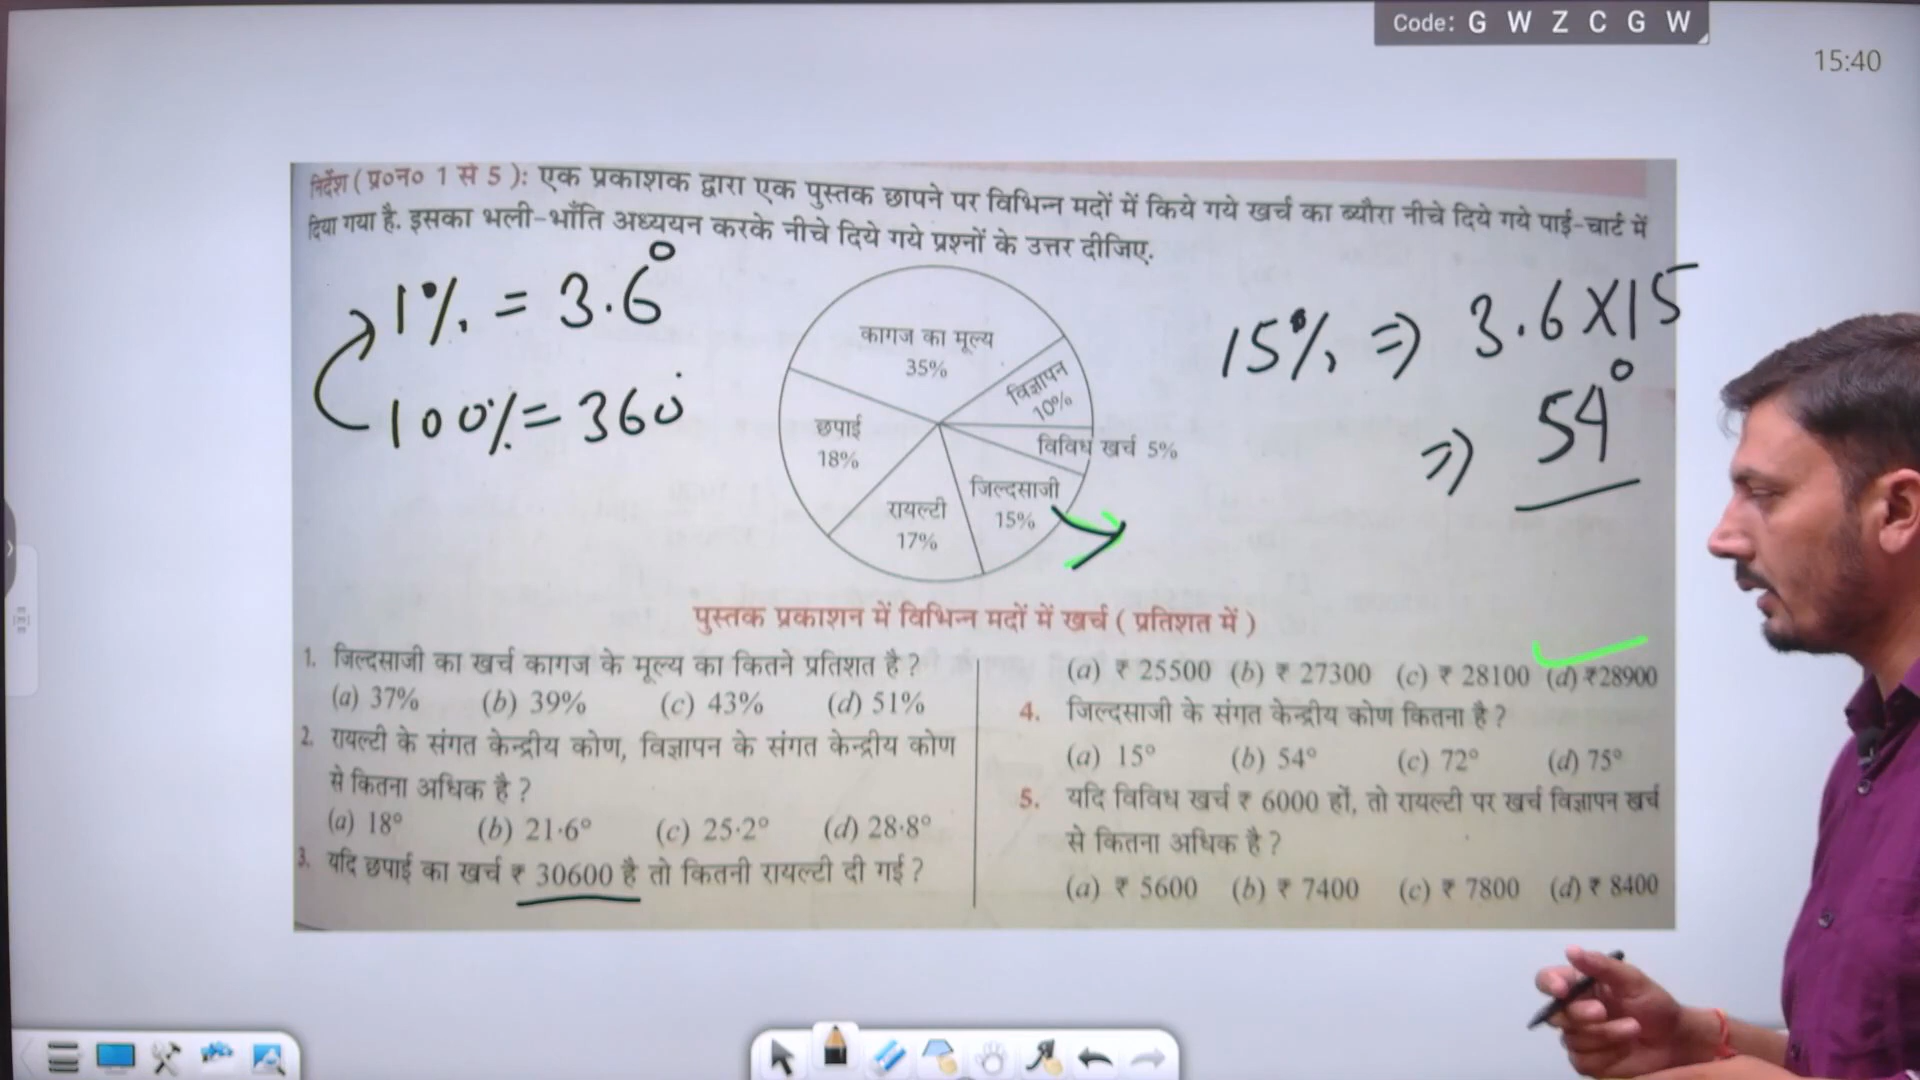 Code: G W Z C G W
15:40
निर्देश ( प्र०न० 1 से 5 ): एक प्रकाशक द्वारा एक पुस्तक छापने पर विभिन्न मदों में किये गये खर्च का ब्यौरा नीचे दिये गये पाई-चार्ट में
दिया गया है. इसका भली-भाँति अध्ययन करके नीचे दिये गये प्रश्नों के उत्तर दीजिए.
1% = 3.6°
100% = 360°
कागज का मूल्य
35%
विज्ञापन
10%
विविध खर्च 5%
छपाई
18%
जिल्दसाजी
15%
रायल्टी
17%
15% ⇒ 3.6×15
⇒ 54°
पुस्तक प्रकाशन में विभिन्न मदों में खर्च ( प्रतिशत में )
1. जिल्दसाजी का खर्च कागज के मूल्य का कितने प्रतिशत है ?
(a) 37% (b) 39% (c) 43% (d) 51%
2. रायल्टी के संगत केन्द्रीय कोण, विज्ञापन के संगत केन्द्रीय कोण
से कितना अधिक है ?
(a) 18° (b) 21·6° (c) 25·2° (d) 28·8°
3. यदि छपाई का खर्च ₹ 30600 है तो कितनी रायल्टी दी गई ?
(a) ₹ 25500 (b) ₹ 27300 (c) ₹ 28100 (d) ₹28900
4. जिल्दसाजी के संगत केन्द्रीय कोण कितना है ?
(a) 15° (b) 54° (c) 72° (d) 75°
5. यदि विविध खर्च ₹ 6000 हों, तो रायल्टी पर खर्च विज्ञापन खर्च
से कितना अधिक है ?
(a) ₹ 5600 (b) ₹ 7400 (c) ₹ 7800 (d) ₹ 8400